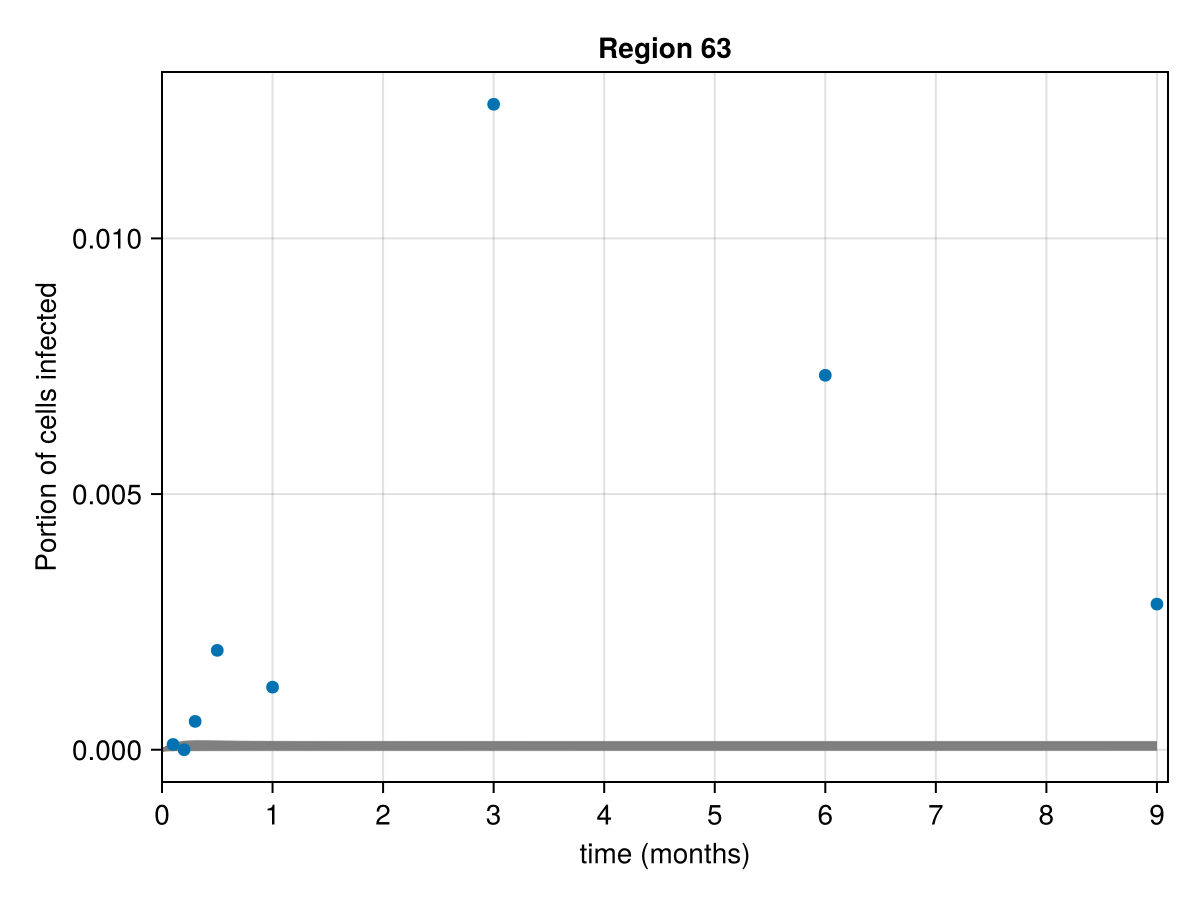 Region 63
Portion of cells infected
0.010
0.005
0.000
0 1 2 3 4 5 6 7 8 9
time (months)